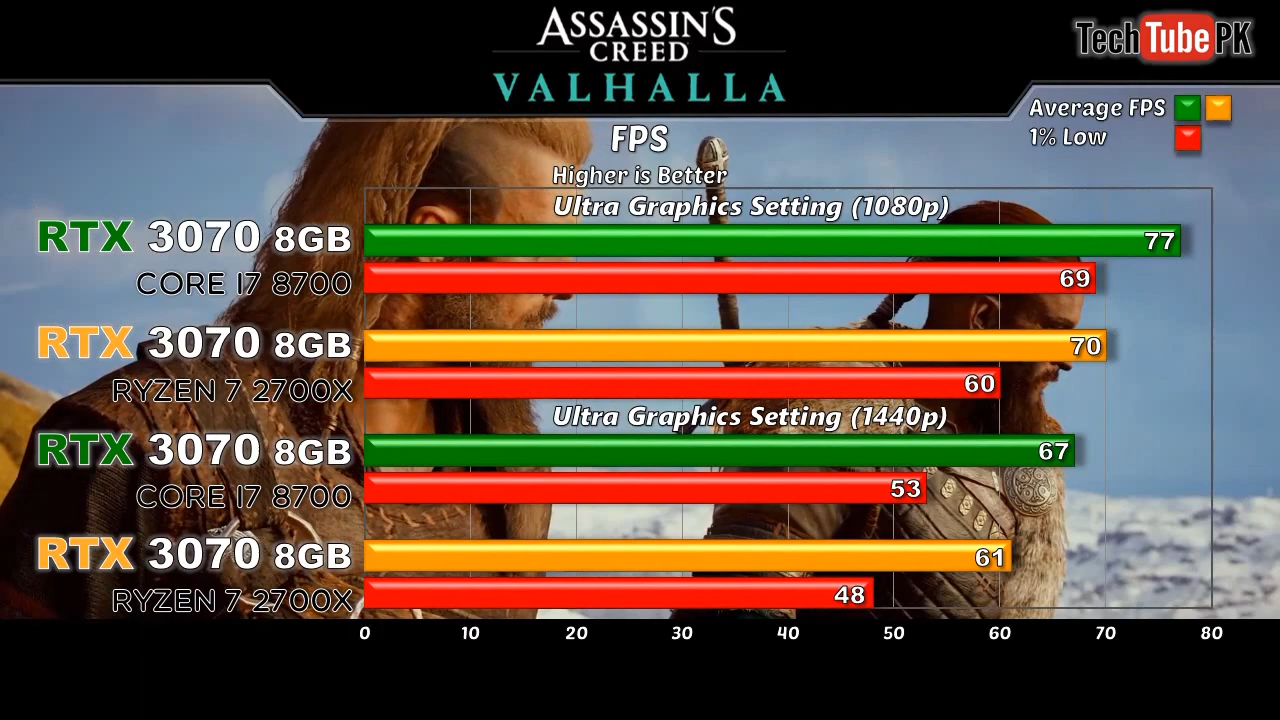 ASSASSIN'S
CREED
VALHALLA
TechTubePK
Average FPS
1% Low
FPS
Higher is Better
Ultra Graphics Setting (1080p)
RTX 3070 8GB
77
CORE I7 8700
69
RTX 3070 8GB
70
RYZEN 7 2700X
60
Ultra Graphics Setting (1440p)
RTX 3070 8GB
67
CORE I7 8700
53
RTX 3070 8GB
61
RYZEN 7 2700X
48
0 10 20 30 40 50 60 70 80